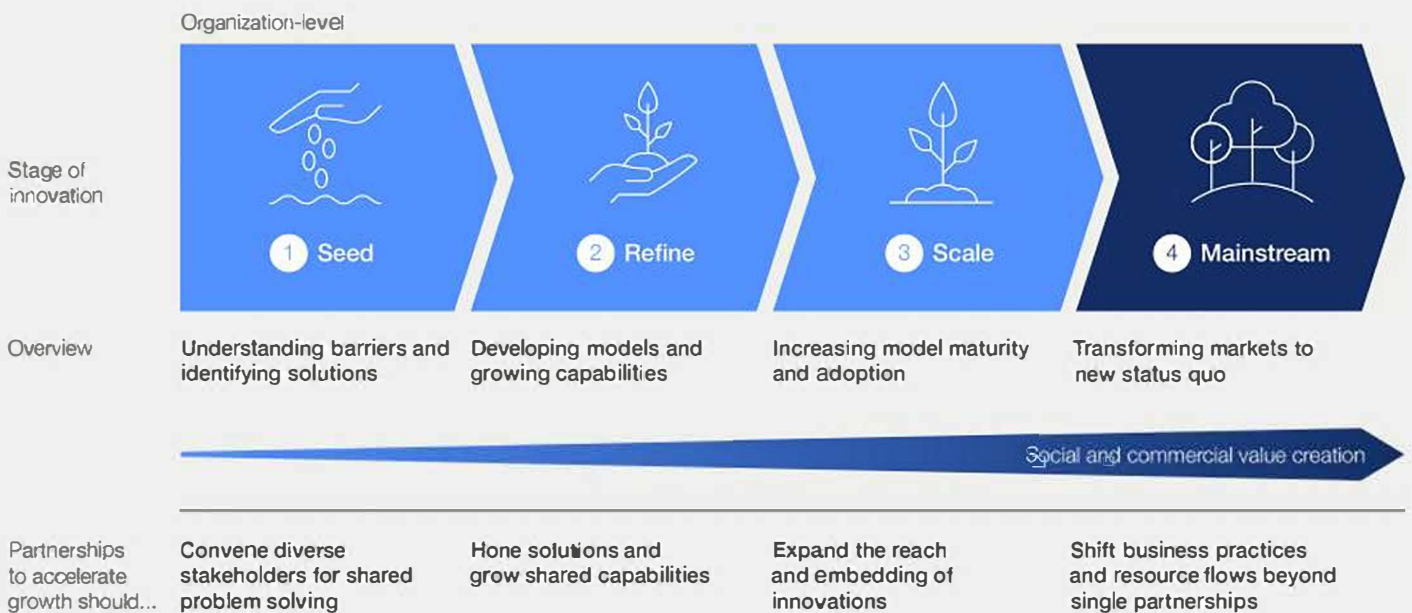 Organization-level
Stage of
innovation
1 Seed
2 Refine
3 Scale
4 Mainstream
Overview
Understanding barriers and
identifying solutions
Developing models and
growing capabilities
Increasing model maturity
and adoption
Transforming markets to
new status quo
Social and commercial value creation
Partnerships
to accelerate
growth should...
Convene diverse
stakeholders for shared
problem solving
Hone solutions and
grow shared capabilities
Expand the reach
and embedding of
innovations
Shift business practices
and resource flows beyond
single partnerships